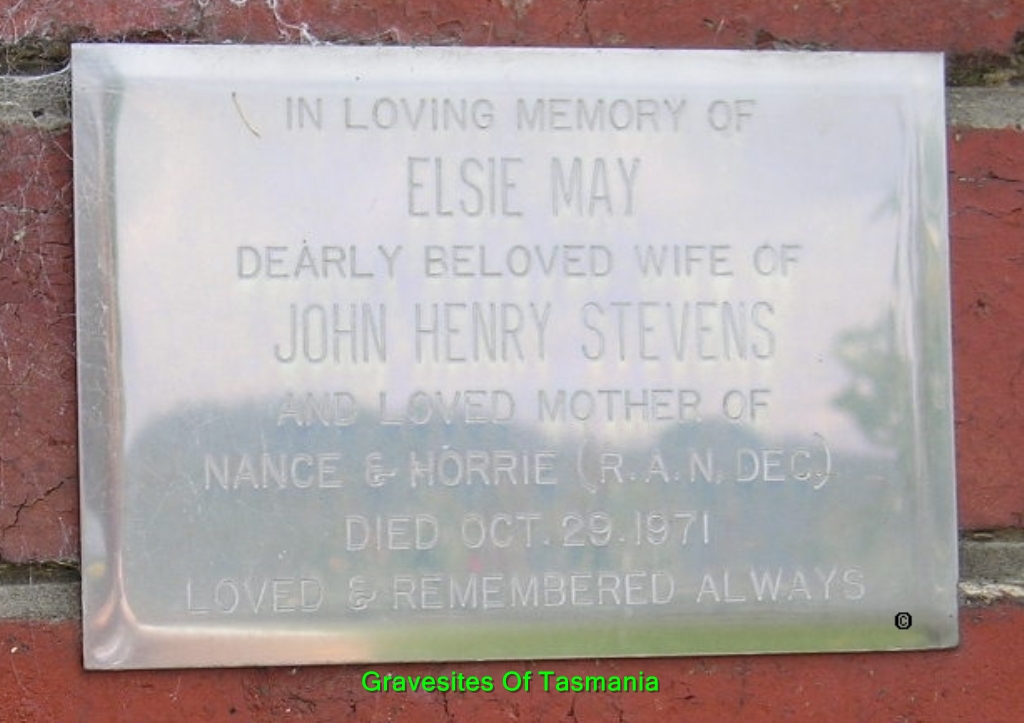 IN LOVING MEMORY OF
ELSIE MAY
DEARLY BELOVED WIFE OF
JOHN HENRY STEVENS
AND LOVED MOTHER OF
NANCE & HORRIE (R.A.N. DEC.)
DIED OCT. 29. 1971
LOVED & REMEMBERED ALWAYS
©
Gravesites Of Tasmania